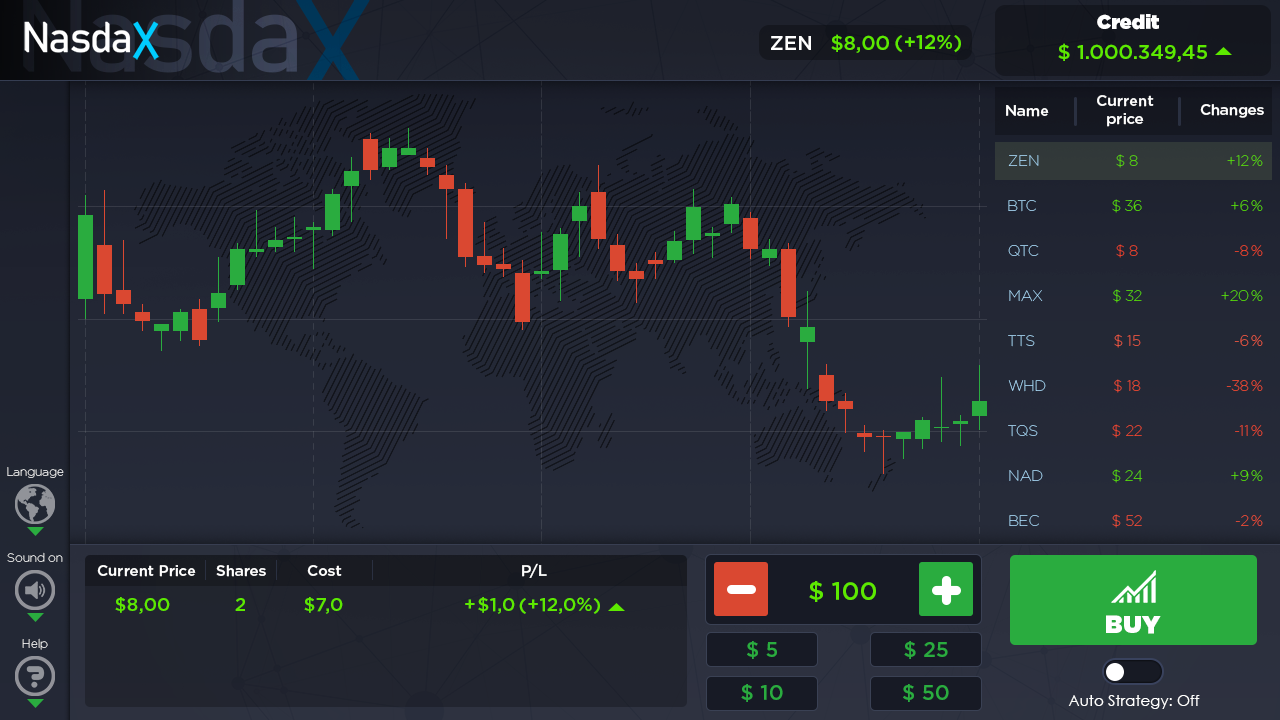 NasdaX
NasdaX
ZEN $8,00 (+12%)
Credit
$ 1.000.349,45
Name Current price Changes
ZEN $ 8 +12%
BTC $ 36 +6%
QTC $ 8 -8%
MAX $ 32 +20%
TTS $ 15 -6%
WHD $ 18 -38%
TQS $ 22 -11%
NAD $ 24 +9%
BEC $ 52 -2%
Language
Sound on
Help
Current Price Shares Cost P/L
$8,00 2 $7,0 +$1,0 (+12,0%)
$ 100
$ 5 $ 25
$ 10 $ 50
BUY
Auto Strategy: Off